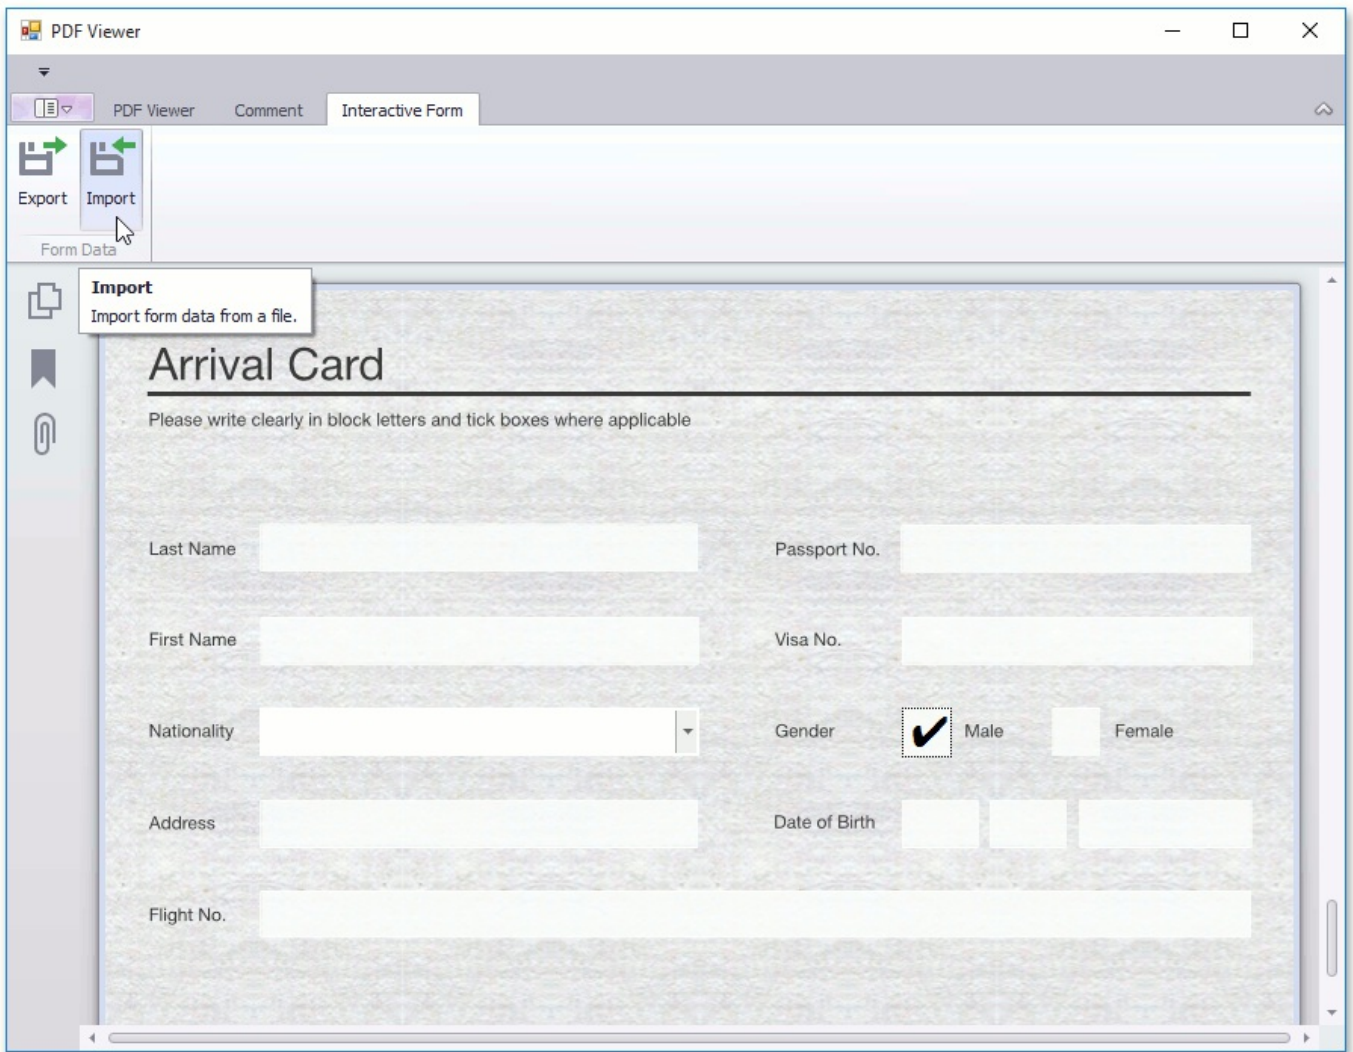 PDF Viewer
PDF Viewer Comment Interactive Form
Export Import
Form Data
Import
Import form data from a file.
Arrival Card
Please write clearly in block letters and tick boxes where applicable
Last Name Passport No.
First Name Visa No.
Nationality Gender Male Female
Address Date of Birth
Flight No.